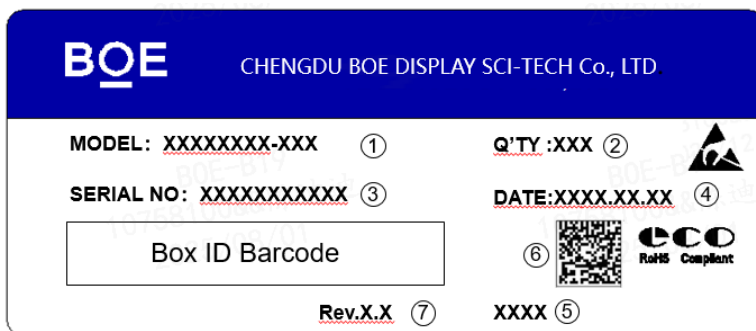 BOE
CHENGDU BOE DISPLAY SCI-TECH Co., LTD.
MODEL: XXXXXXXX-XXX ①
Q'TY :XXX ②
SERIAL NO: XXXXXXXXXXX ③
DATE:XXXX.XX.XX ④
Box ID Barcode
⑥
eco
RoHS Compliant
Rev.X.X ⑦
XXXX ⑤